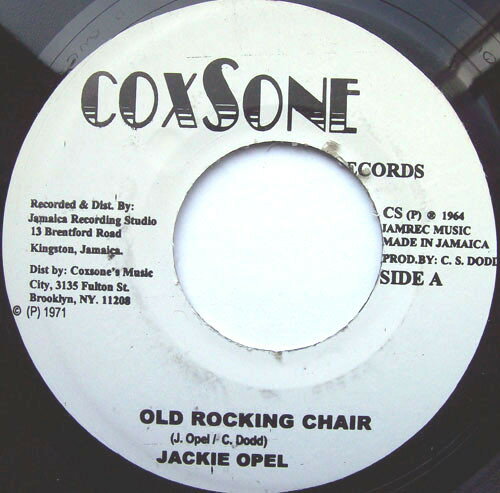 COXSONE
ECORDS
Recorded & Dist. By:
Jamaica Recording Studio
13 Brentford Road
Kingston, Jamaica.
Dist by: Coxsone's Music
City, 3135 Fulton St.
Brooklyn, NY. 11208
© (P) 1971
CS (P) ® 1964
JAMREC MUSIC
MADE IN JAMAICA
PROD.BY: C. S. DODD
SIDE A
OLD ROCKING CHAIR
(J. Opel / C. Dodd)
JACKIE OPEL